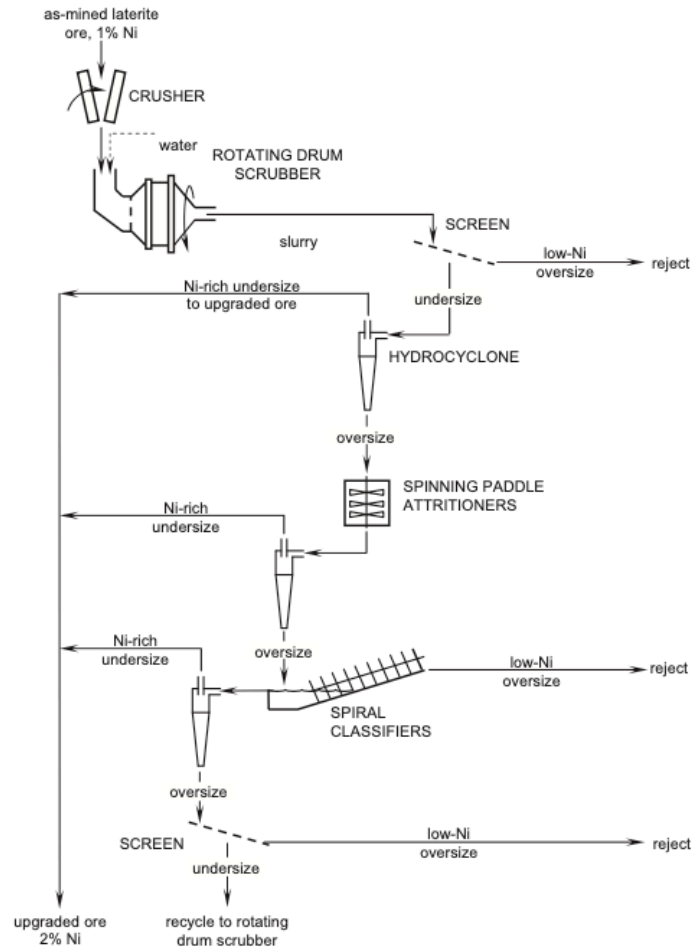 as-mined laterite
ore, 1% Ni
CRUSHER
water
ROTATING DRUM
SCRUBBER
slurry
SCREEN
low-Ni
oversize
reject
undersize
Ni-rich undersize
to upgraded ore
HYDROCYCLONE
oversize
SPINNING PADDLE
ATTRITIONERS
Ni-rich
undersize
oversize
Ni-rich
undersize
low-Ni
oversize
reject
SPIRAL
CLASSIFIERS
oversize
SCREEN
low-Ni
oversize
reject
undersize
upgraded ore
2% Ni
recycle to rotating
drum scrubber